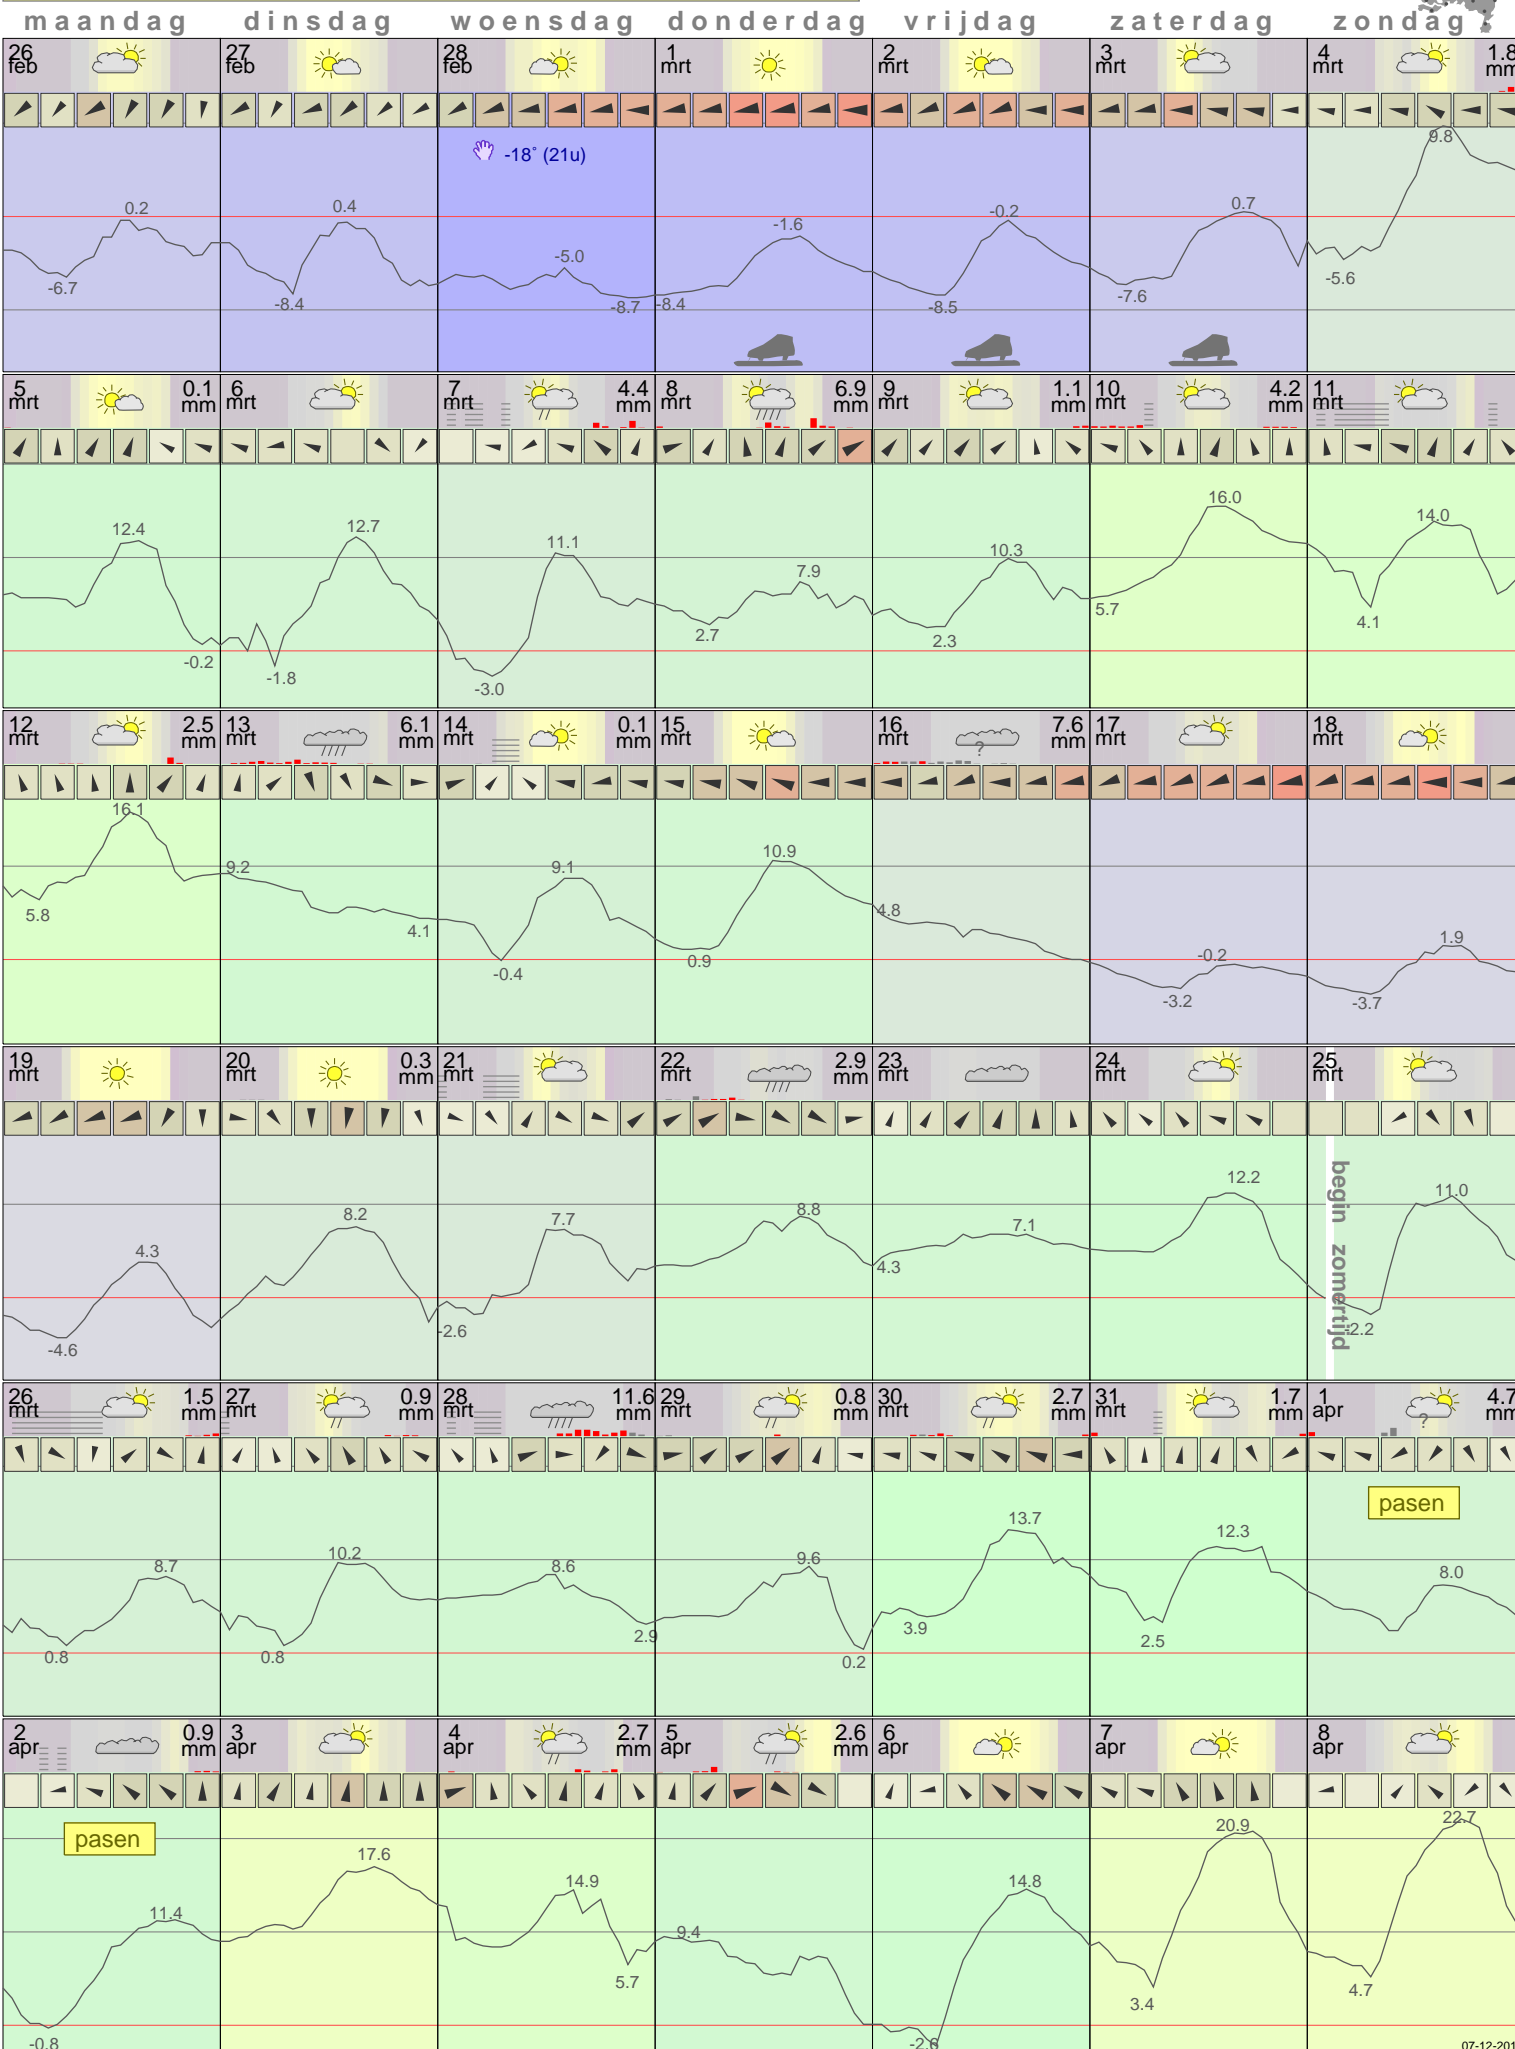 maandag dinsdag woensdag donderdag vrijdag zaterdag zondag
26 27 28 1 2 3 4 1.8
feb feb feb mrt mrt mrt mrt mm
-18° (21u) 9.8
0.2 0.4 -5.0 -1.6 -0.2 0.7
-6.7 -8.4 -8.7 -8.4 -8.5 -7.6 -5.6
5 0.1 6 7 4.4 8 6.9 9 1.1 10 4.2 11
mrt mm mrt mrt mm mrt mm mrt mm mrt mm mrt
12.4 12.7 11.1 7.9 10.3 16.0 14.0
-0.2 -1.8 -3.0 2.7 2.3 5.7 4.1
12 2.5 13 6.1 14 0.1 15 16 7.6 17 18
mrt mm mrt mm mrt mm mrt mrt ? mm mrt mrt
16.1 9.2 9.1 10.9 4.8 -0.2 1.9
5.8 4.1 -0.4 0.9 -3.2 -3.7
19 20 0.3 21 22 2.9 23 24 25
mrt mrt mm mrt mrt mm mrt mrt mrt
begin zomertijd
4.3 8.2 7.7 8.8 7.1 12.2 11.0
-4.6 -2.6 4.3 -2.2
26 1.5 27 0.9 28 11.6 29 0.8 30 2.7 31 1.7 1 4.7
mrt mm mrt mm mrt mm mrt mm mrt mm mrt mm apr ? mm
pasen
8.7 10.2 8.6 9.6 13.7 12.3 8.0
0.8 0.8 2.9 0.2 3.9 2.5
2 0.9 3 4 2.7 5 2.6 6 7 8
apr mm apr apr mm apr mm apr apr apr
pasen
11.4 17.6 14.9 9.4 14.8 20.9 22.7
-0.8 5.7 -2.6 3.4 4.7
07-12-201